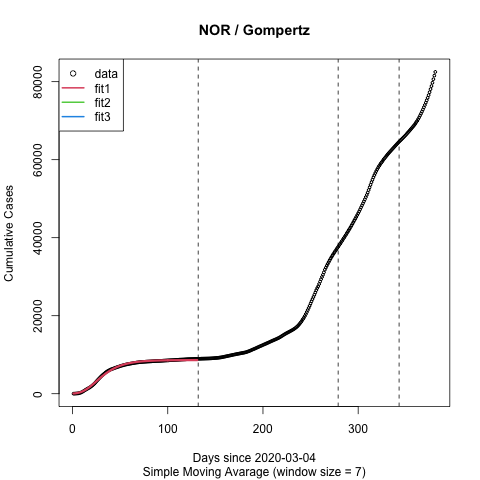 NOR / Gompertz
data
fit1
fit2
fit3
Cumulative Cases
0
20000
40000
60000
80000
0
100
200
300
Days since 2020-03-04
Simple Moving Avarage (window size = 7)